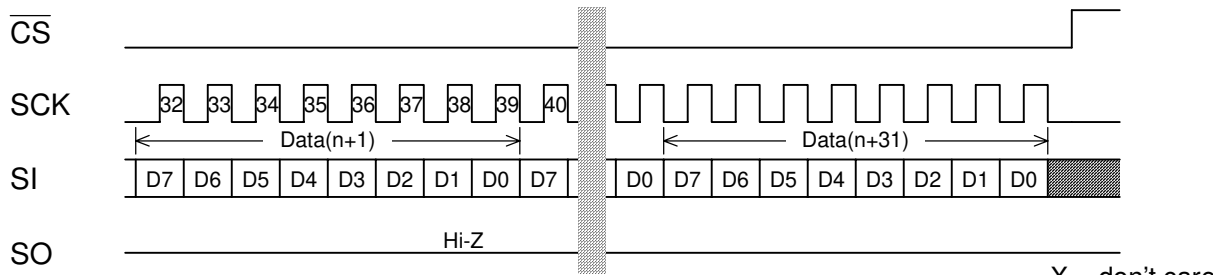 CS
SCK 32 33 34 35 36 37 38 39 40
Data(n+1) Data(n+31)
SI D7 D6 D5 D4 D3 D2 D1 D0 D7 D0 D7 D6 D5 D4 D3 D2 D1 D0
Hi-Z
SO